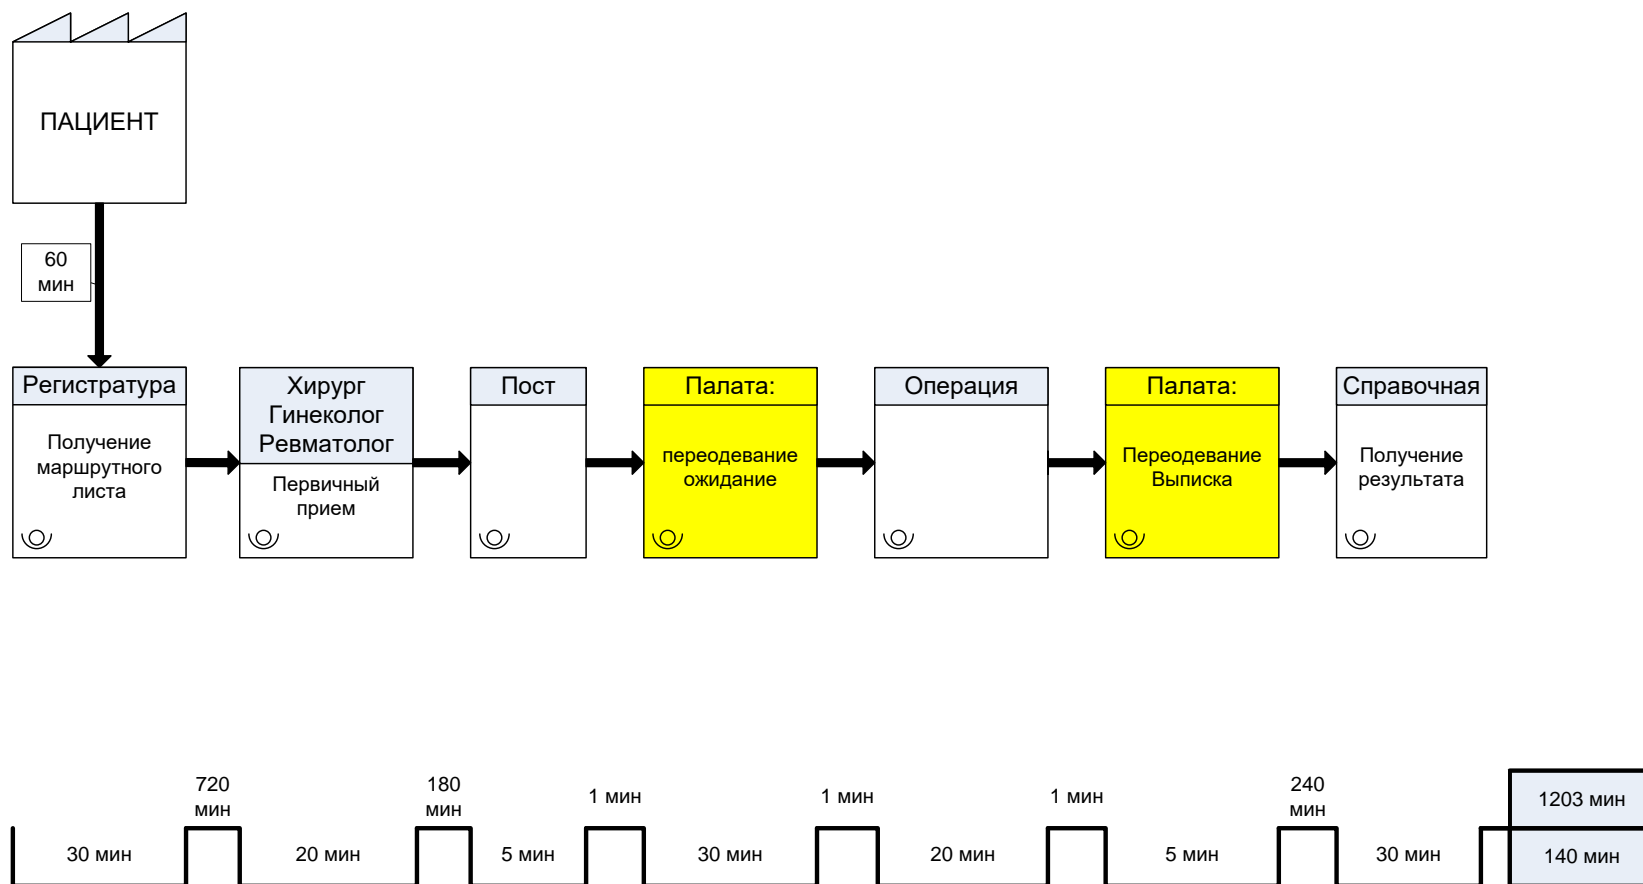 ПАЦИЕНТ
60
мин
Регистратура
Получение
маршрутного
листа
Хирург
Гинеколог
Ревматолог
Первичный
прием
Пост
Палата:
переодевание
ожидание
Операция
Палата:
Переодевание
Выписка
Справочная
Получение
результата
720
мин
180
мин
1 мин
1 мин
1 мин
240
мин
1203 мин
30 мин
20 мин
5 мин
30 мин
20 мин
5 мин
30 мин
140 мин